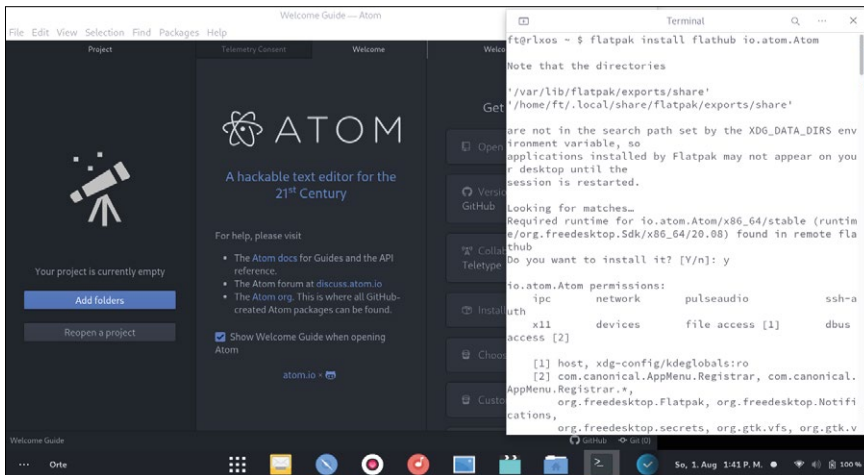 Welcome Guide — Atom
File Edit View Selection Find Packages Help
Project
Telemetry Consent
Welcome
Welco
ATOM
A hackable text editor for the
21st Century
For help, please visit
• The Atom docs for Guides and the API
reference.
• The Atom forum at discuss.atom.io
• The Atom org. This is where all GitHub-
created Atom packages can be found.
Show Welcome Guide when opening
Atom
atom.io ×
Your project is currently empty
Add folders
Reopen a project
Get
Open
Versio
GitHub
Collab
Teletype
Install
Choos
Custo
Terminal
ft@rlxos ~ $ flatpak install flathub io.atom.Atom
Note that the directories
'/var/lib/flatpak/exports/share'
'/home/ft/.local/share/flatpak/exports/share'
are not in the search path set by the XDG_DATA_DIRS env
ironment variable, so
applications installed by Flatpak may not appear on you
r desktop until the
session is restarted.
Looking for matches…
Required runtime for io.atom.Atom/x86_64/stable (runtim
e/org.freedesktop.Sdk/x86_64/20.08) found in remote fla
thub
Do you want to install it? [Y/n]: y
io.atom.Atom permissions:
ipc network pulseaudio ssh-a
uth
x11 devices file access [1] dbus
access [2]
[1] host, xdg-config/kdeglobals:ro
[2] com.canonical.AppMenu.Registrar, com.canonical.
AppMenu.Registrar.*,
org.freedesktop.Flatpak, org.freedesktop.Notifi
cations,
org.freedesktop.secrets, org.gtk.vfs, org.gtk.v
Welcome Guide
GitHub Git (0)
Orte
So, 1. Aug 1:41 P. M.
100 %